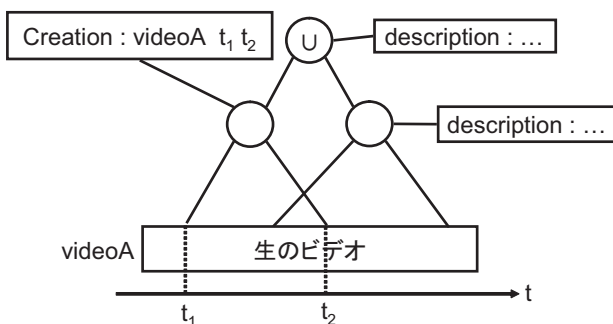 Creation : videoA t₁ t₂
∪
description : …
description : …
videoA
生のビデオ
t
t₁
t₂